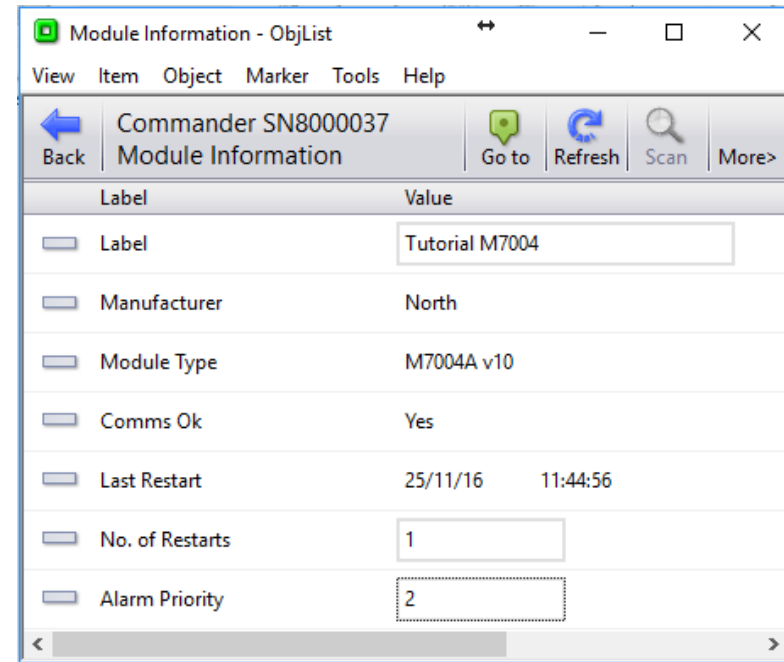 Module Information - ObjList
View Item Object Marker Tools Help
Back
Commander SN8000037
Module Information
Go to Refresh Scan More>
Label Value
Label Tutorial M7004
Manufacturer North
Module Type M7004A v10
Comms Ok Yes
Last Restart 25/11/16 11:44:56
No. of Restarts 1
Alarm Priority 2